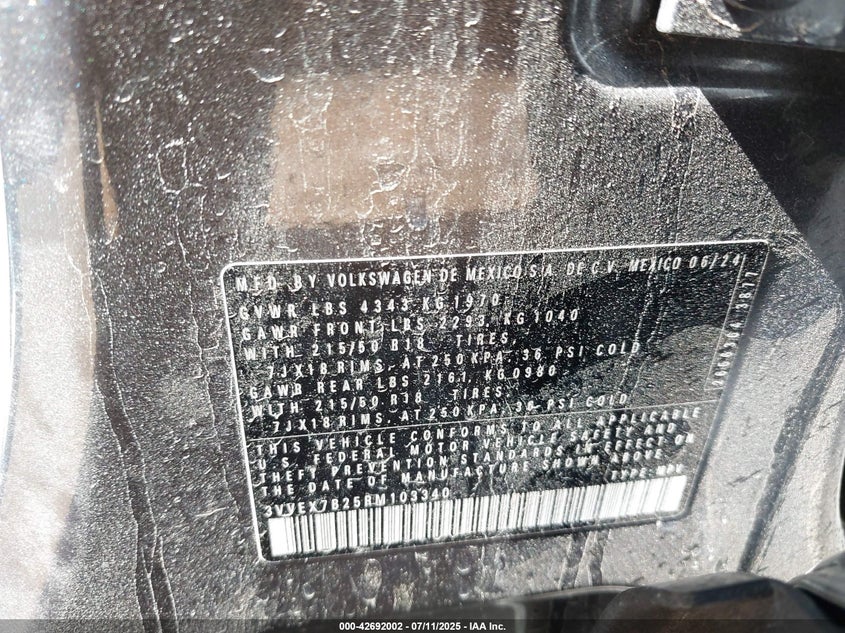 MFD. BY VOLKSWAGEN DE MEXICO S.A. DE C.V. MEXICO 06/24
GVWR LBS 4343, KG 1970
GAWR FRONT LBS 2293, KG 1040
WITH 215/50 R18 TIRES,
7JX18 RIMS, AT 250KPA 36 PSI COLD
GAWR REAR LBS 2161, KG 0980
WITH 215/50 R18 TIRES,
7JX18 RIMS, AT 250KPA 36 PSI COLD
THIS VEHICLE CONFORMS TO ALL APPLICABLE
U.S. FEDERAL MOTOR VEHICLE SAFETY AND
THEFT PREVENTION STANDARDS IN EFFECT ON
THE DATE OF MANUFACTURE SHOWN ABOVE
3VVEX7B25RM103340 TYPE MPV
000-42692002 - 07/11/2025 - IAA Inc.